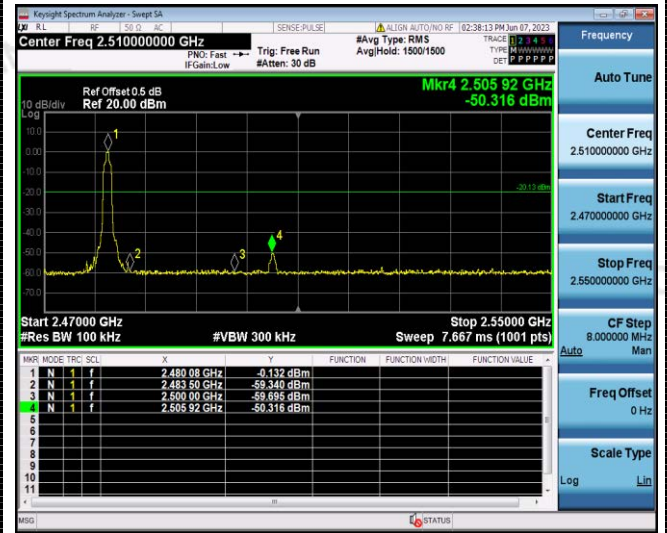 Keysight Spectrum Analyzer - Swept SA
RL RF 50 Ω AC SENSE:PULSE ALIGN AUTO/NO RF 02:38:13 PM Jun 07, 2023
Center Freq 2.510000000 GHz
PNO: Fast
IFGain:Low
Trig: Free Run
#Atten: 30 dB
#Avg Type: RMS
Avg|Hold: 1500/1500
TRACE 1 2 3 4 5 6
TYPE M W W W W W
DET P P P P P P
Mkr4 2.505 92 GHz
-50.316 dBm
Ref Offset 0.5 dB
10 dB/div Ref 20.00 dBm
Log
10.0
0.00
-10.0
-20.0
-30.0
-40.0
-50.0
-60.0
-70.0
1
2
3
4
-20.13 dBm
Start 2.47000 GHz Stop 2.55000 GHz
#Res BW 100 kHz #VBW 300 kHz Sweep 7.667 ms (1001 pts)
MKR MODE TRC SCL X Y FUNCTION FUNCTION WIDTH FUNCTION VALUE
1 N 1 f 2.480 08 GHz -0.132 dBm
2 N 1 f 2.483 50 GHz -59.340 dBm
3 N 1 f 2.500 00 GHz -59.695 dBm
4 N 1 f 2.505 92 GHz -50.316 dBm
5
6
7
8
9
10
11
MSG STATUS
Frequency
Auto Tune
Center Freq
2.510000000 GHz
Start Freq
2.470000000 GHz
Stop Freq
2.550000000 GHz
CF Step
8.000000 MHz
Auto Man
Freq Offset
0 Hz
Scale Type
Log Lin